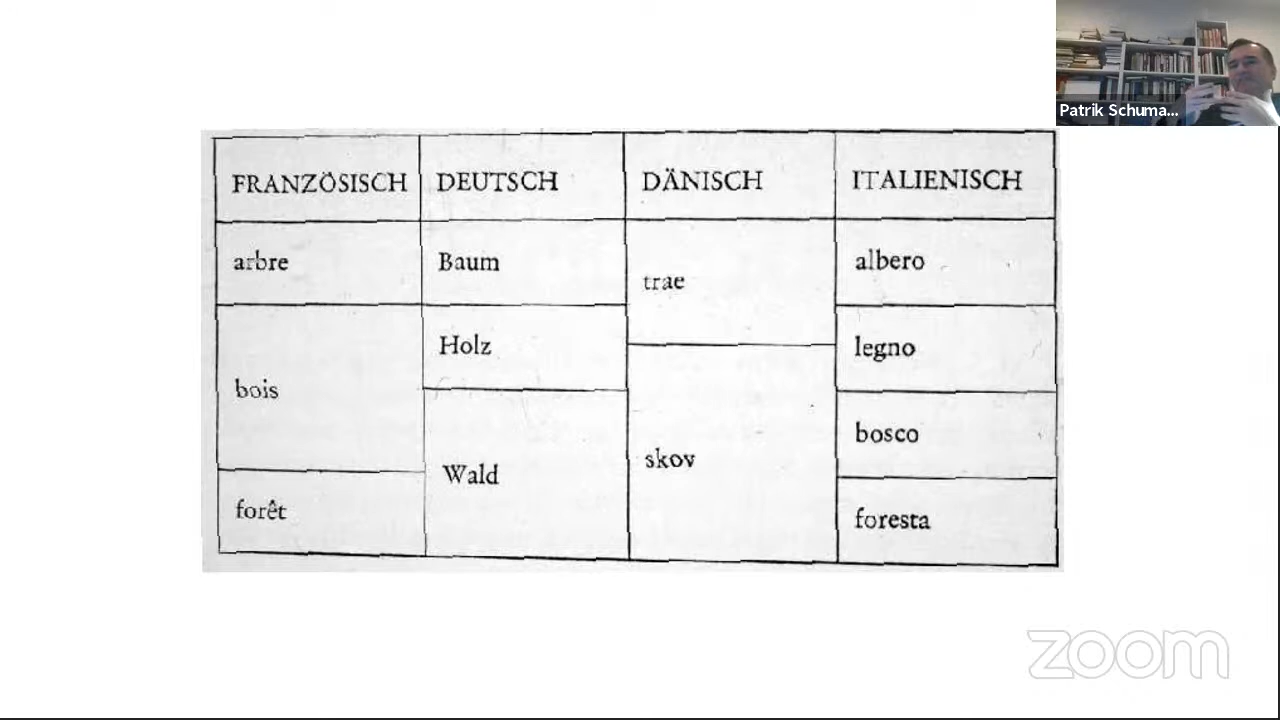 Patrik Schuma...
FRANZÖSISCH DEUTSCH DÄNISCH ITALIENISCH
arbre Baum trae albero
Holz legno
bois bosco
skov
Wald
forêt foresta
zoom